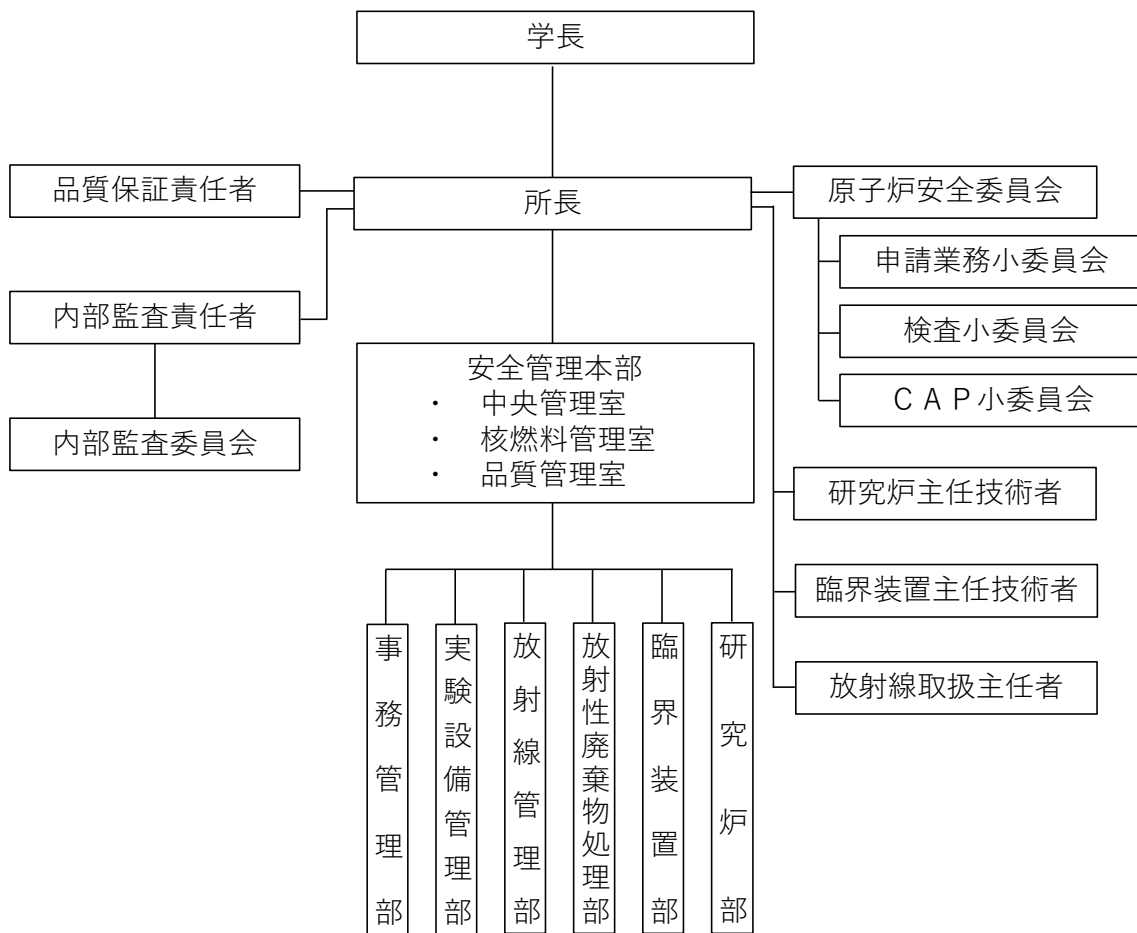 学長
品質保証責任者
所長
原子炉安全委員会
申請業務小委員会
内部監査責任者
検査小委員会
安全管理本部
・ 中央管理室
・ 核燃料管理室
・ 品質管理室
ＣＡＰ小委員会
内部監査委員会
研究炉主任技術者
臨界装置主任技術者
放射線取扱主任者
事務管理部
実験設備管理部
放射線管理部
放射性廃棄物処理部
臨界装置部
研究炉部